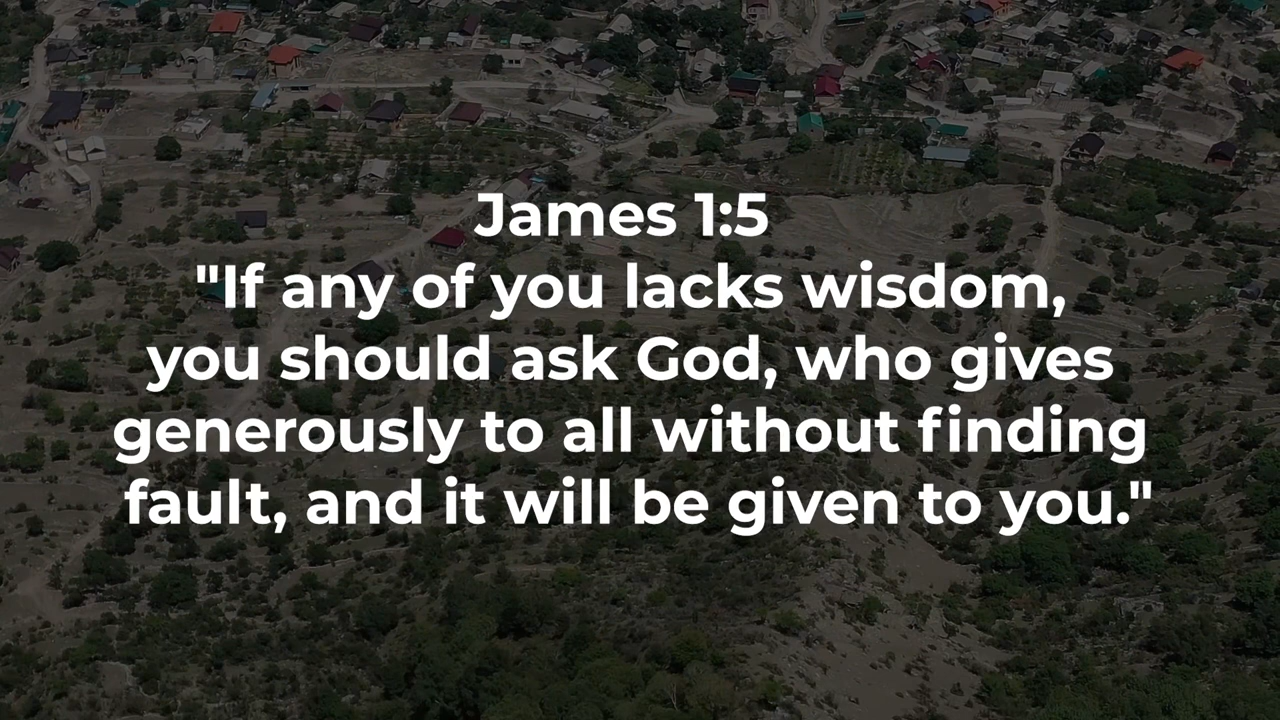 James 1:5
"If any of you lacks wisdom,
you should ask God, who gives
generously to all without finding
fault, and it will be given to you."